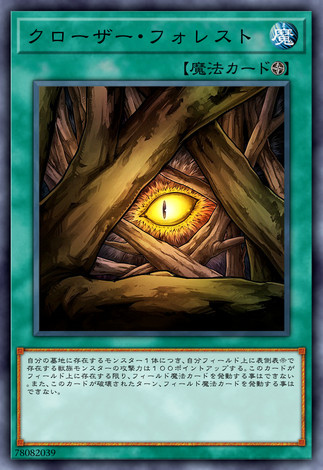 クローザー・フォレスト
魔
【魔法カード】
自分の墓地に存在するモンスター1体につき、自分フィールド上に表側表示で
存在する獣族モンスターの攻撃力は100ポイントアップする。このカードが
フィールド上に存在する限り、フィールド魔法カードを発動する事はできない
。また、このカードが破壊されたターン、フィールド魔法カードを発動する事は
できない。
78082039